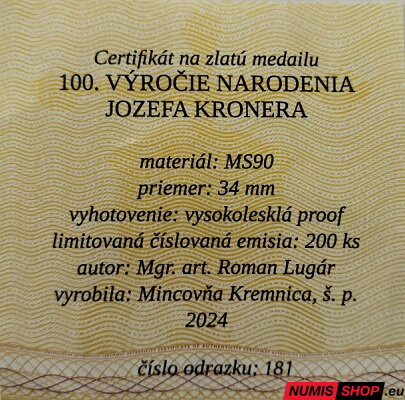 Certifikát na zlatú medailu
100. VÝROČIE NARODENIA
JOZEFA KRONERA
materiál: MS90
priemer: 34 mm
vyhotovenie: vysokolesklá proof
limitovaná číslovaná emisia: 200 ks
autor: Mgr. art. Roman Lugár
vyrobila: Mincovňa Kremnica, š. p.
2024
číslo odrazku: 181
NUMIS SHOP.eu